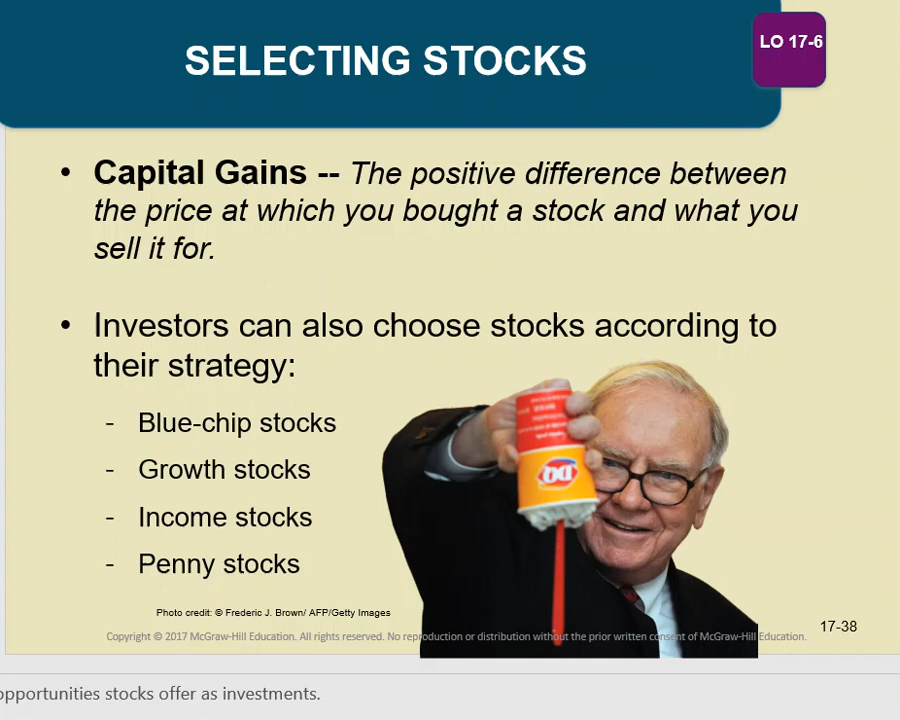 SELECTING STOCKS
LO 17-6
• Capital Gains -- The positive difference between
the price at which you bought a stock and what you
sell it for.
• Investors can also choose stocks according to
their strategy:
- Blue-chip stocks
- Growth stocks
- Income stocks
- Penny stocks
DQ
Photo credit: © Frederic J. Brown/ AFP/Getty Images
Copyright © 2017 McGraw-Hill Education. All rights reserved. No reproduction or distribution without the prior written consent of McGraw-Hill Education.
17-38
opportunities stocks offer as investments.